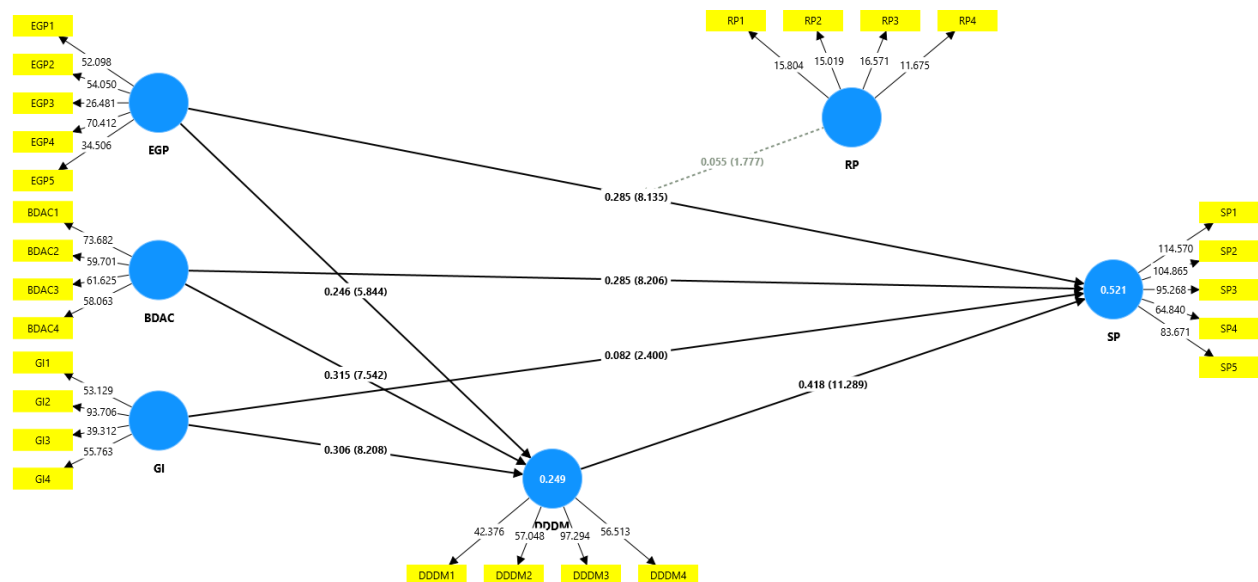 EGP1
EGP2
EGP3
EGP4
EGP5
52.098
54.050
26.481
70.412
34.506
EGP
RP1
RP2
RP3
RP4
15.804
15.019
16.571
11.675
RP
0.055 (1.777)
0.285 (8.135)
BDAC1
BDAC2
BDAC3
BDAC4
73.682
59.701
61.625
58.063
BDAC
0.246 (5.844)
0.285 (8.206)
SP1
SP2
SP3
SP4
SP5
114.570
104.865
95.268
64.840
83.671
0.521
SP
GI1
GI2
GI3
GI4
53.129
93.706
39.312
55.763
GI
0.315 (7.542)
0.082 (2.400)
0.418 (11.289)
0.306 (8.208)
0.249
DDDM
42.376
57.048
97.294
56.513
DDDM1
DDDM2
DDDM3
DDDM4